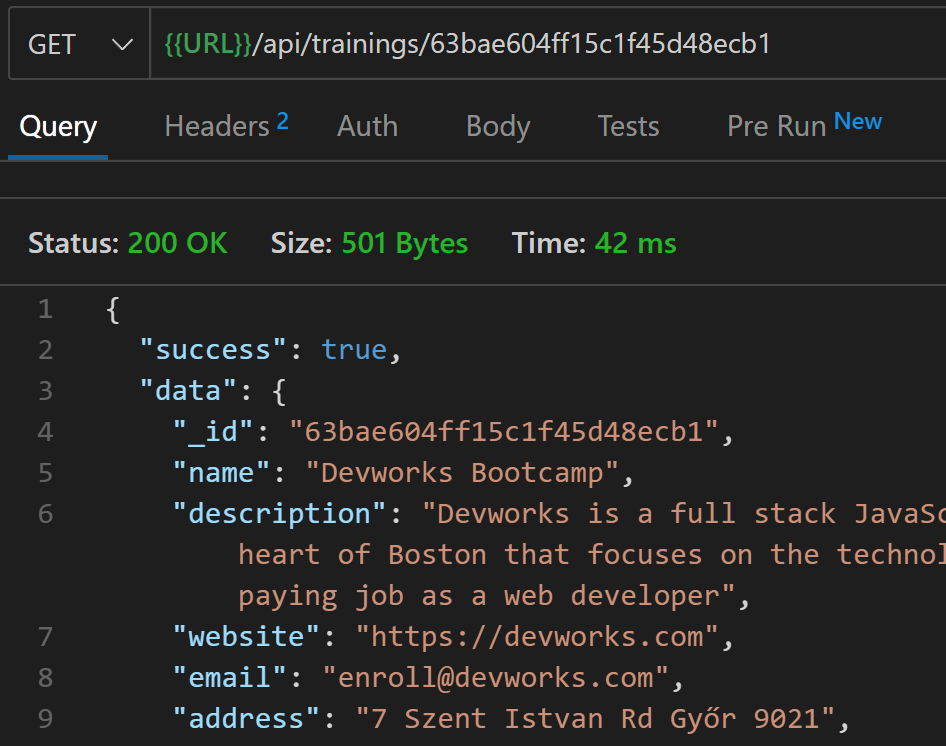 GET {{URL}}/api/trainings/63bae604ff15c1f45d48ecb1
Query Headers 2 Auth Body Tests Pre Run New
Status: 200 OK Size: 501 Bytes Time: 42 ms
1 {
2 "success": true,
3 "data": {
4 "_id": "63bae604ff15c1f45d48ecb1",
5 "name": "Devworks Bootcamp",
6 "description": "Devworks is a full stack JavaSc
heart of Boston that focuses on the technol
paying job as a web developer",
7 "website": "https://devworks.com",
8 "email": "enroll@devworks.com",
9 "address": "7 Szent Istvan Rd Győr 9021",